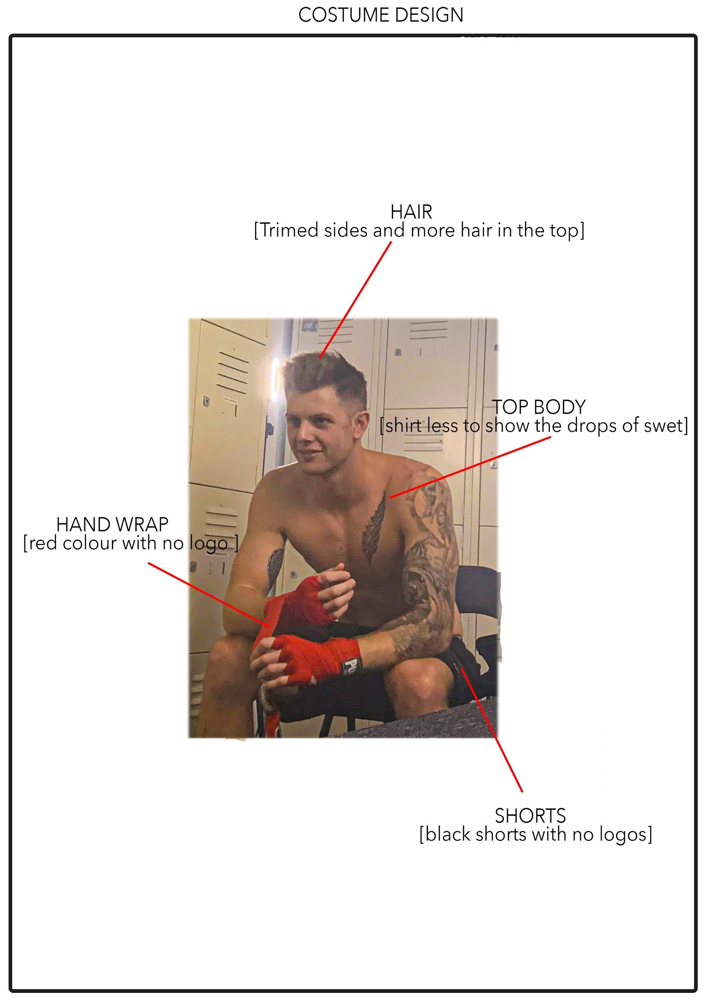 COSTUME DESIGN
HAIR
[Trimed sides and more hair in the top]
TOP BODY
[shirt less to show the drops of swet]
HAND WRAP
[red colour with no logo ]
SHORTS
[black shorts with no logos]